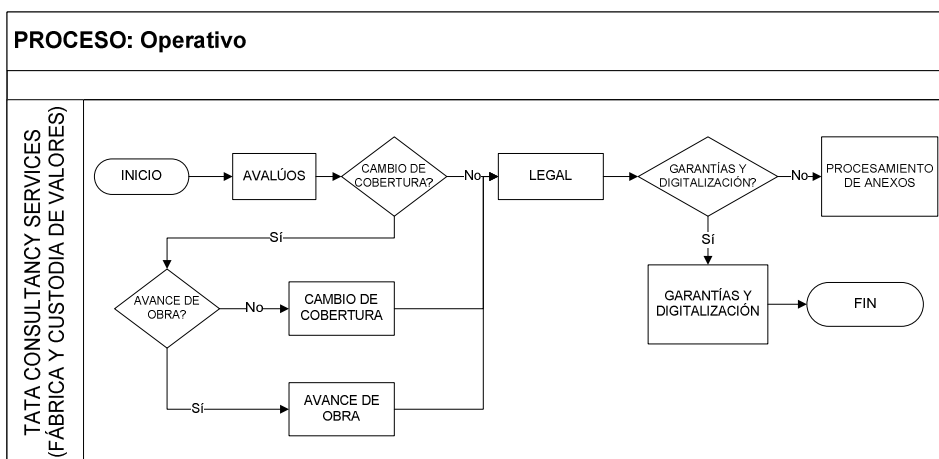 PROCESO: Operativo
TATA CONSULTANCY SERVICES
(FÁBRICA Y CUSTODIA DE VALORES)
INICIO
AVALÚOS
CAMBIO DE
COBERTURA?
No
LEGAL
GARANTÍAS Y
DIGITALIZACIÓN?
No
PROCESAMIENTO
DE ANEXOS
Sí
Sí
AVANCE DE
OBRA?
No
CAMBIO DE
COBERTURA
GARANTÍAS Y
DIGITALIZACIÓN
FIN
Sí
AVANCE DE
OBRA